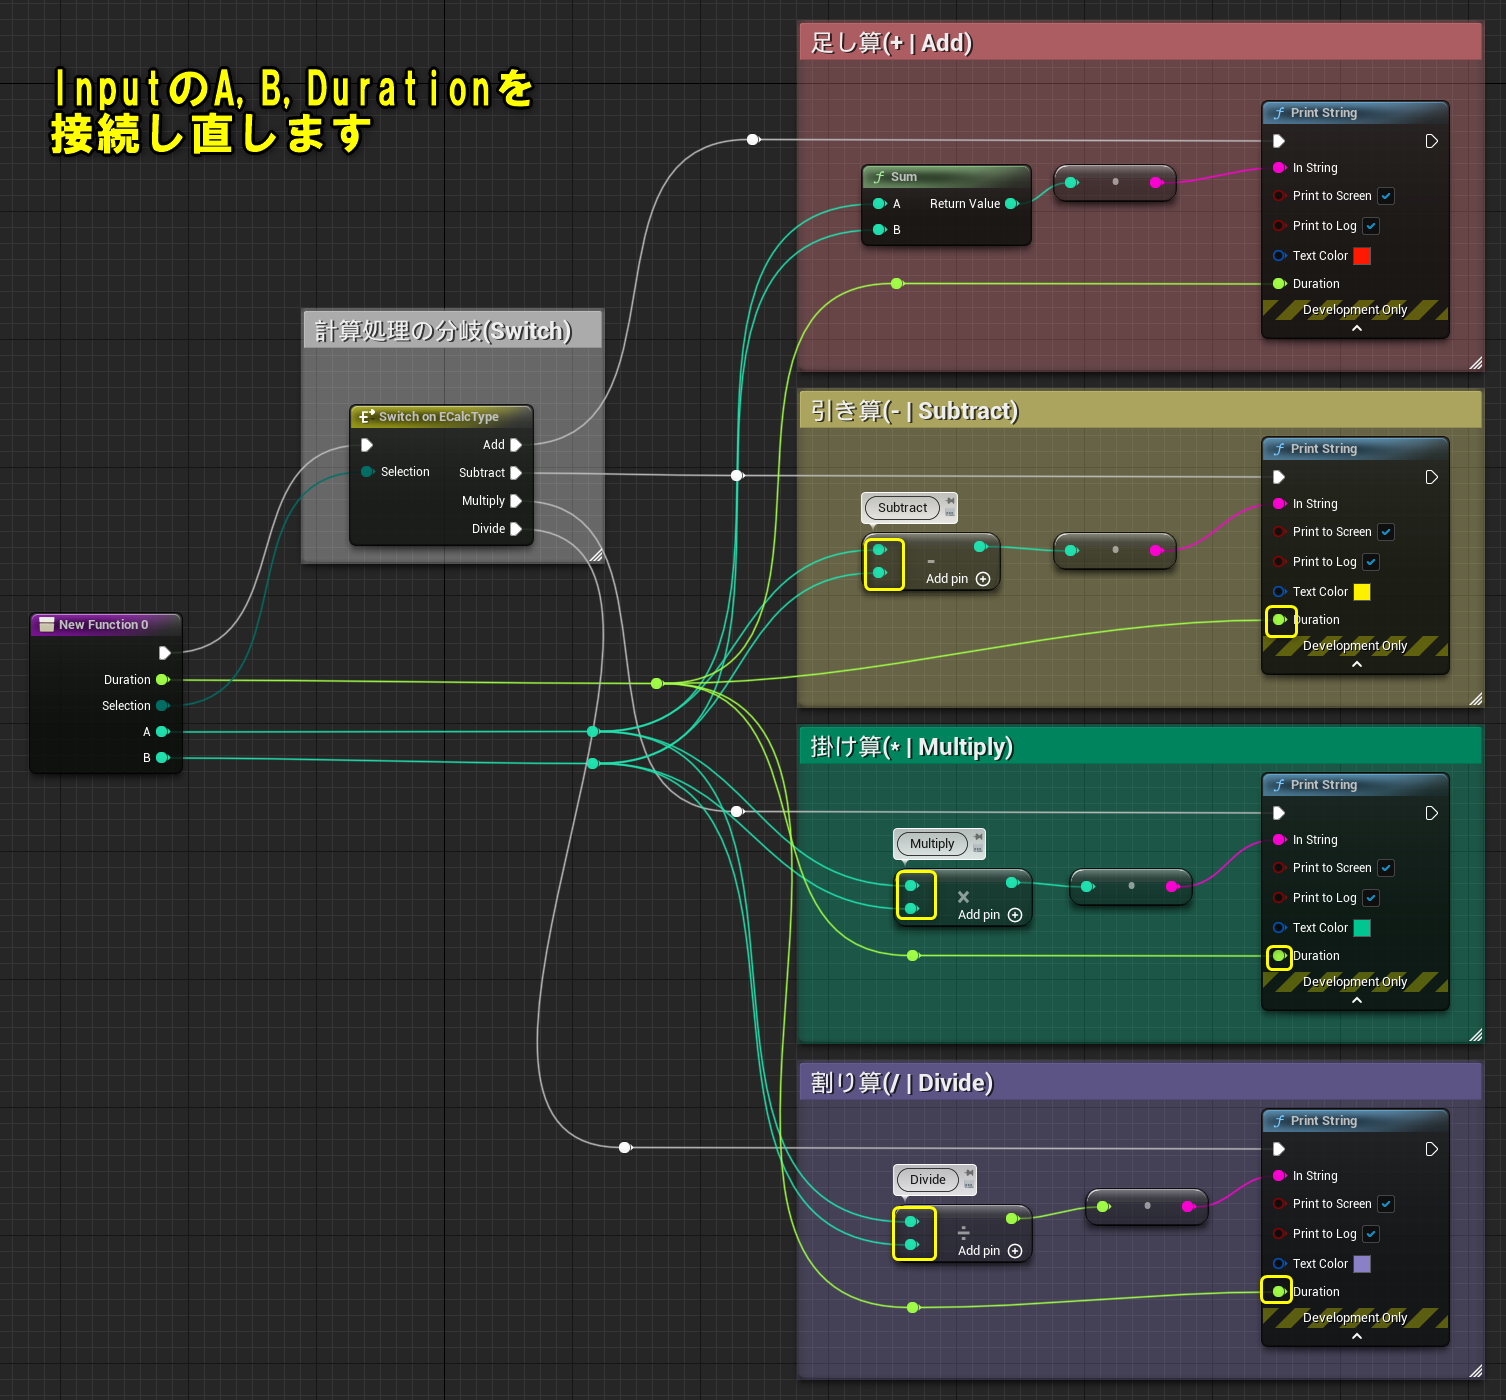 InputのA,B,Durationを
接続し直します
足し算(+ | Add)
Print String
In String
Print to Screen
Print to Log
Text Color
Duration
Development Only
Sum
A
Return Value
B
計算処理の分岐(Switch)
Switch on ECalcType
Add
Selection
Subtract
Multiply
Divide
引き算(- | Subtract)
Print String
In String
Print to Screen
Print to Log
Text Color
Duration
Development Only
Subtract
-
Add pin
New Function 0
Duration
Selection
A
B
掛け算(* | Multiply)
Print String
In String
Print to Screen
Print to Log
Text Color
Duration
Development Only
Multiply
×
Add pin
割り算(/ | Divide)
Print String
In String
Print to Screen
Print to Log
Text Color
Duration
Development Only
Divide
÷
Add pin